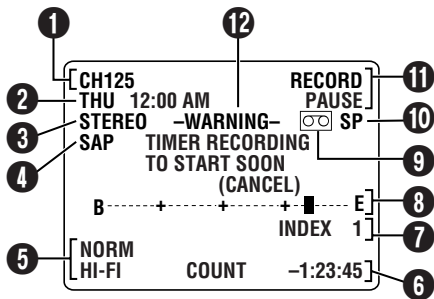 12
1 CH125 RECORD 11
2 THU 12:00 AM PAUSE
3 STEREO –WARNING– SP 10
4 SAP TIMER RECORDING 9
TO START SOON
(CANCEL)
B-----+-----+-----+--E 8
INDEX 1 7
5 NORM
HI-FI COUNT –1:23:45 6